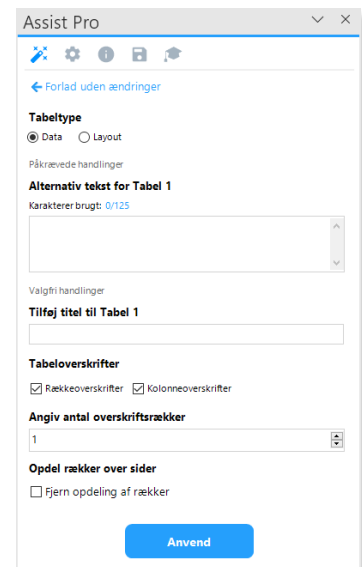 Assist Pro
Forlad uden ændringer
Tabeltype
Data Layout
Påkrævede handlinger
Alternativ tekst for Tabel 1
Karakterer brugt: 0/125
Valgfri handlinger
Tilføj titel til Tabel 1
Tabeloverskrifter
Rækkeoverskrifter Kolonneoverskrifter
Angiv antal overskriftsrækker
1
Opdel rækker over sider
Fjern opdeling af rækker
Anvend